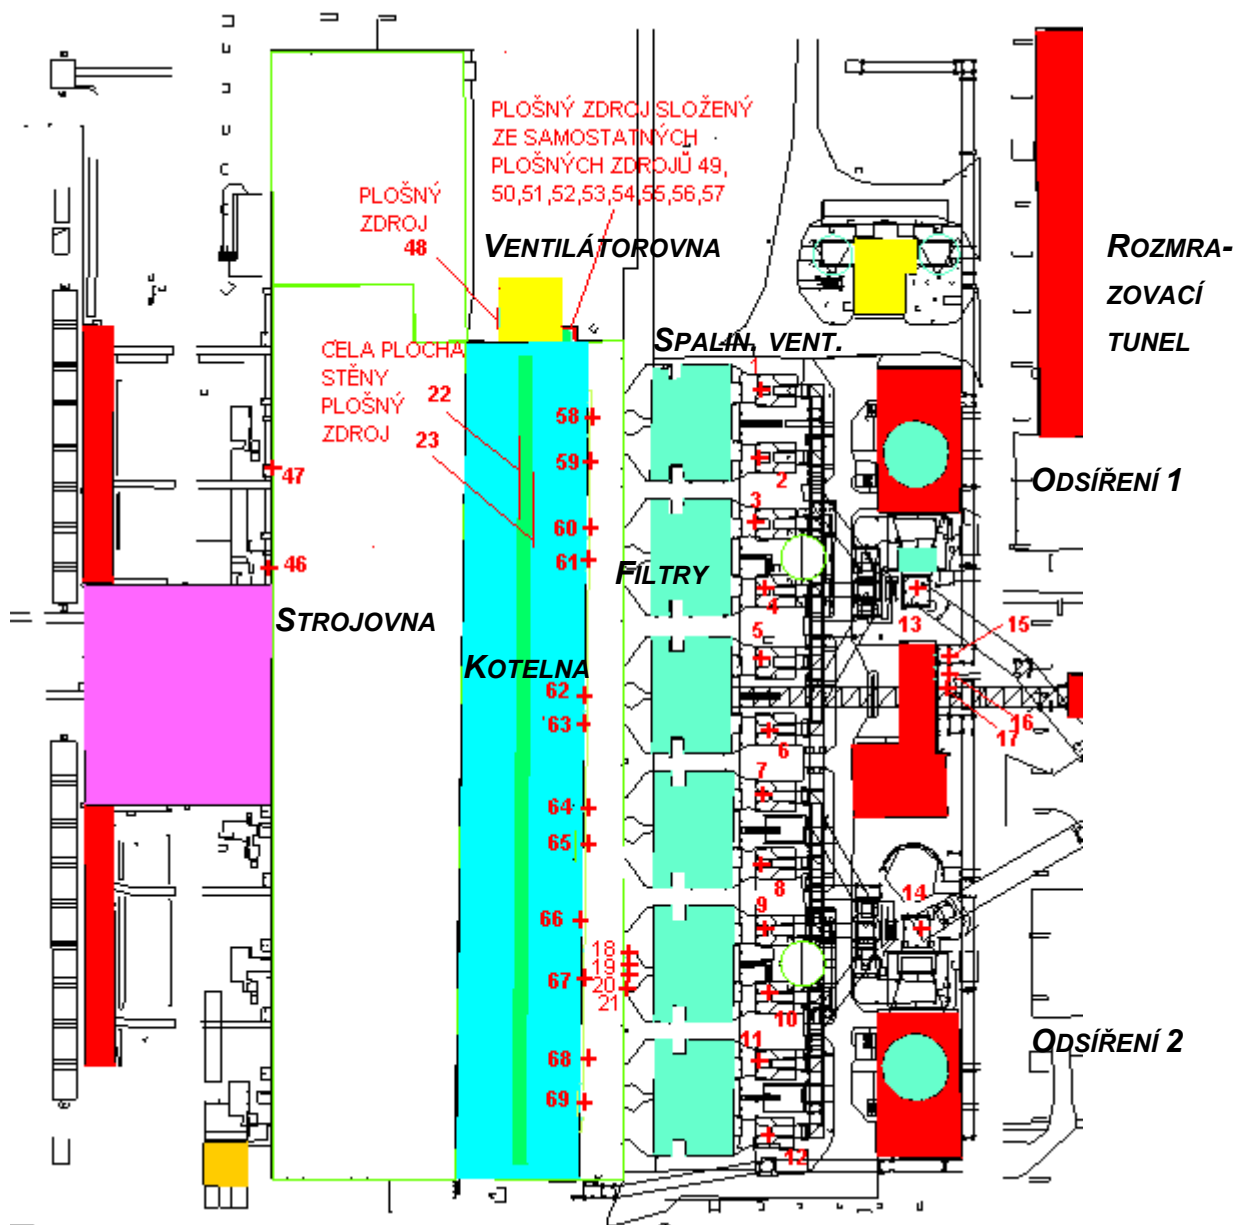 PLOŠNÝ ZDROJ SLOŽENÝ
ZE SAMOSTATNÝCH
PLOŠNÝCH ZDROJŮ 49,
50,51,52,53,54,55,56,57
PLOŠNÝ
ZDROJ
48
VENTILÁTOROVNA
ROZMRA-
ZOVACÍ
TUNEL
SPALIN. VENT.
CELÁ PLOCHA
STĚNY
PLOŠNÝ
ZDROJ
22
23
1
58
59
2
47
3
ODSÍŘENÍ 1
60
61
46
FILTRY
4
13
STROJOVNA
5
15
KOTELNA
62
63
16
17
6
7
64
65
8
14
66
9
18
19
67
20
21
10
11
ODSÍŘENÍ 2
68
69
12